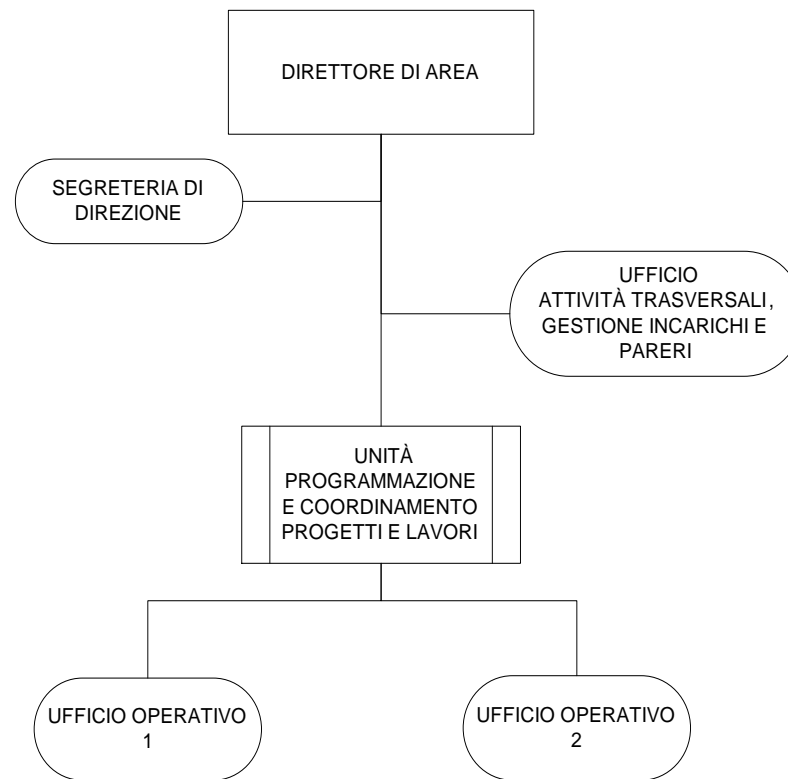 DIRETTORE DI AREA
SEGRETERIA DI
DIREZIONE
UFFICIO
ATTIVITÀ TRASVERSALI,
GESTIONE INCARICHI E
PARERI
UNITÀ
PROGRAMMAZIONE
E COORDINAMENTO
PROGETTI E LAVORI
UFFICIO OPERATIVO
1
UFFICIO OPERATIVO
2